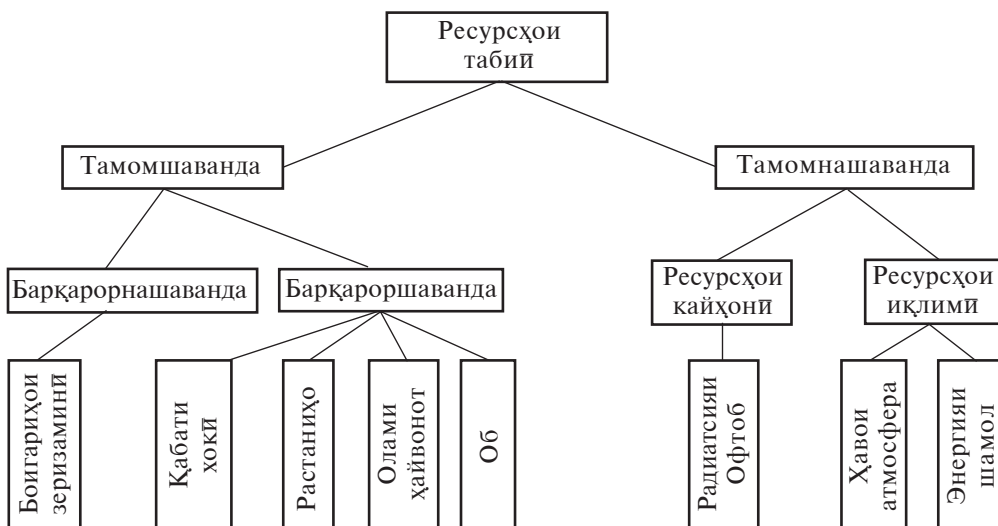 Ресурсҳои
табиӣ
Тамомшаванда
Тамомнашаванда
Барқарорнашаванда
Барқароршаванда
Ресурсҳои
кайҳонӣ
Ресурсҳои
иқлимӣ
Боигариҳои
зеризаминӣ
Қабати
хокӣ
Растаниҳо
Олами
ҳайвонот
Об
Радиатсияи
Офтоб
Ҳавои
атмосфера
Энергияи
шамол